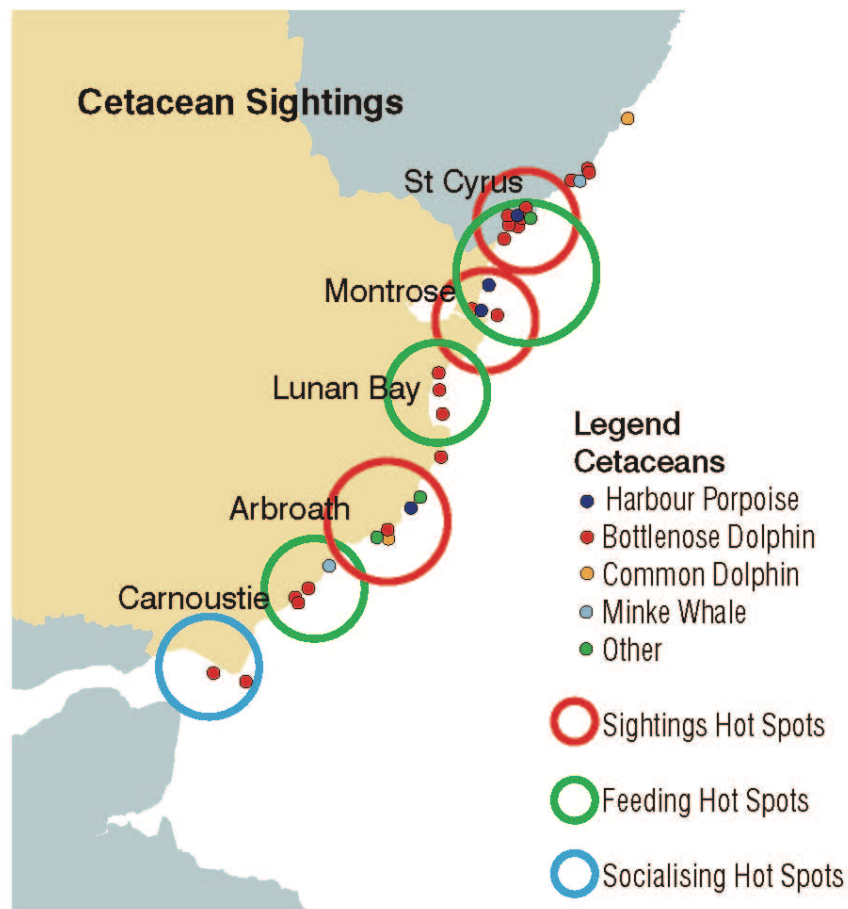 Cetacean Sightings
St Cyrus
Montrose
Lunan Bay
Arbroath
Carnoustie
Legend
Cetaceans
Harbour Porpoise
Bottlenose Dolphin
Common Dolphin
Minke Whale
Other
Sightings Hot Spots
Feeding Hot Spots
Socialising Hot Spots